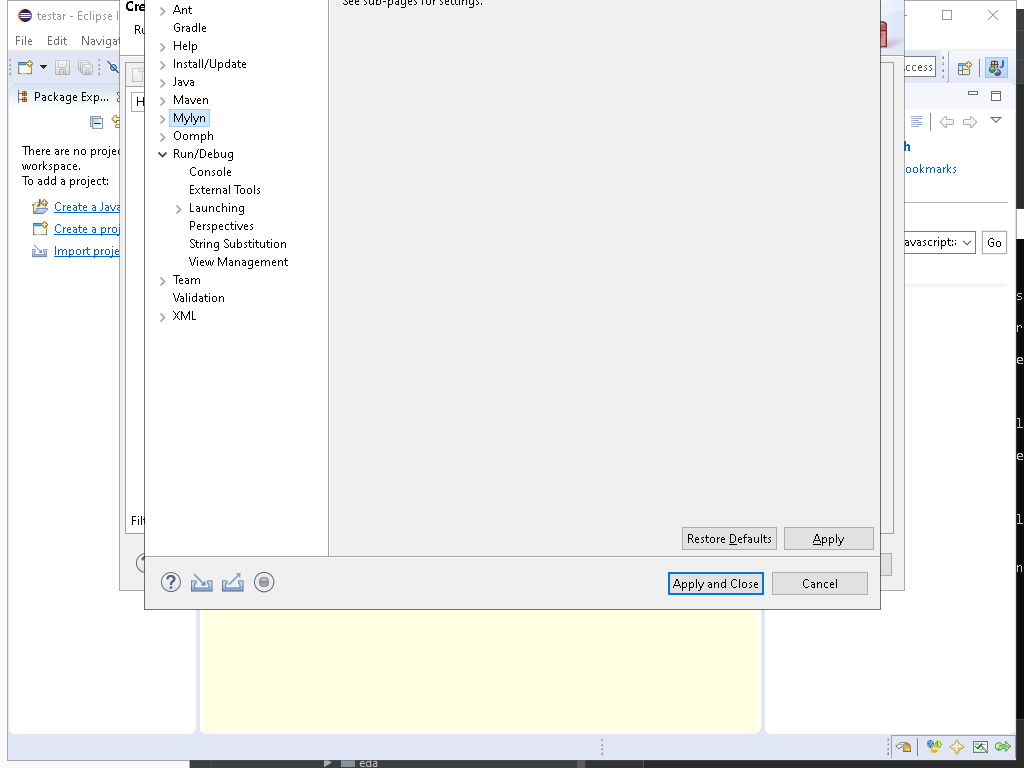 testar - Eclipse I
File Edit Naviga
Package Exp...
There are no projec
workspace.
To add a project:
Create a Java
Create a proj
Import proje
Cre
Ru
H
Filt
Ant
Gradle
Help
Install/Update
Java
Maven
Mylyn
Oomph
Run/Debug
Console
External Tools
Launching
Perspectives
String Substitution
View Management
Team
Validation
XML
See sub-pages for settings.
Restore Defaults
Apply
Apply and Close
Cancel
ccess
h
ookmarks
avascript:
Go
s
r
e
l
e
l
n
eda